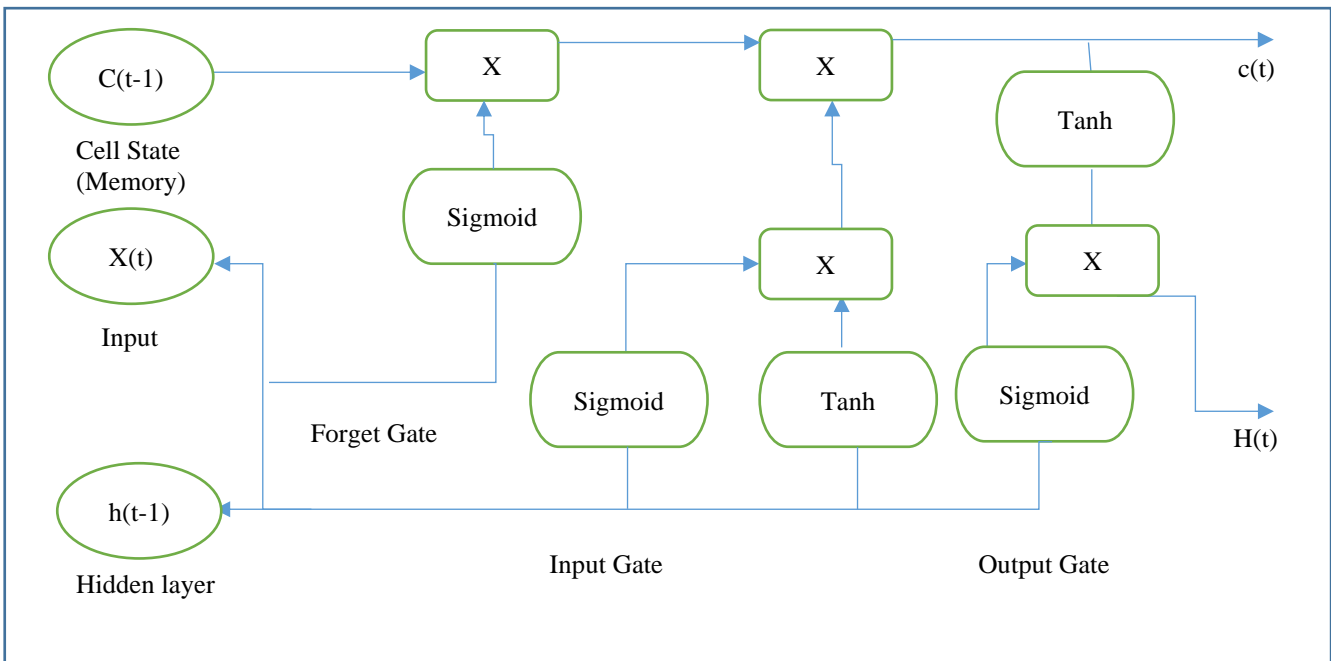 C(t-1)
X
X
c(t)
Tanh
Cell State
(Memory)
Sigmoid
X(t)
X
X
Input
Sigmoid
Tanh
Sigmoid
Forget Gate
H(t)
h(t-1)
Input Gate
Output Gate
Hidden layer